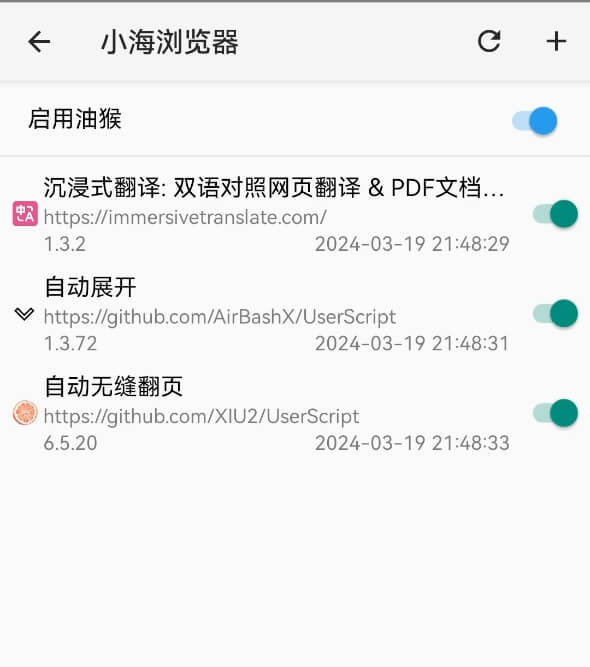 小海浏览器
启用油猴
沉浸式翻译: 双语对照网页翻译 & PDF文档...
https://immersivetranslate.com/
1.3.2 2024-03-19 21:48:29
自动展开
https://github.com/AirBashX/UserScript
1.3.72 2024-03-19 21:48:31
自动无缝翻页
https://github.com/XIU2/UserScript
6.5.20 2024-03-19 21:48:33